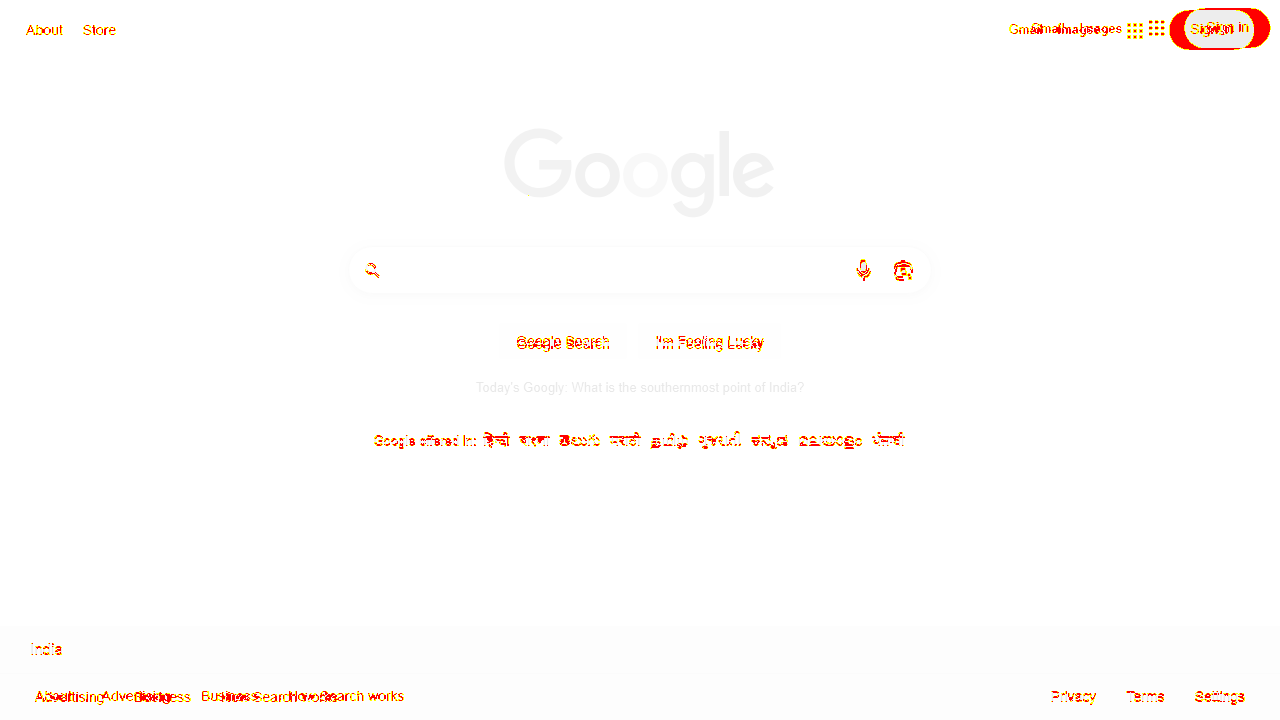 About Store Gmail Images Sign in
Google
Google Search I'm Feeling Lucky
Today's Googly: What is the southernmost point of India?
Google offered in: हिन्दी বাংলা తెలుగు मराठी தமிழ் ગુજરાતી ಕನ್ನಡ മലയാളം ਪੰਜਾਬੀ
India
About Advertising Business How Search works Privacy Terms Settings